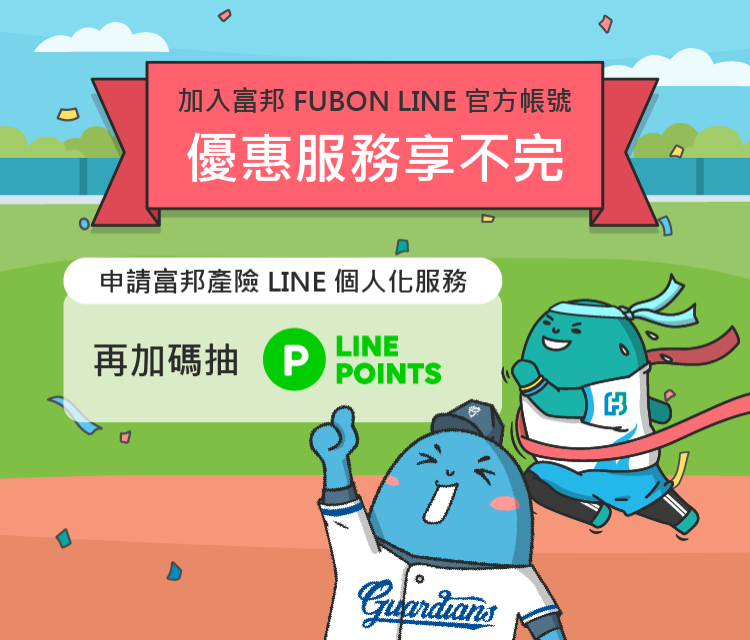 加入富邦 FUBON LINE 官方帳號
優惠服務享不完
申請富邦產險 LINE 個人化服務
再加碼抽
P
LINE
POINTS
Guardians